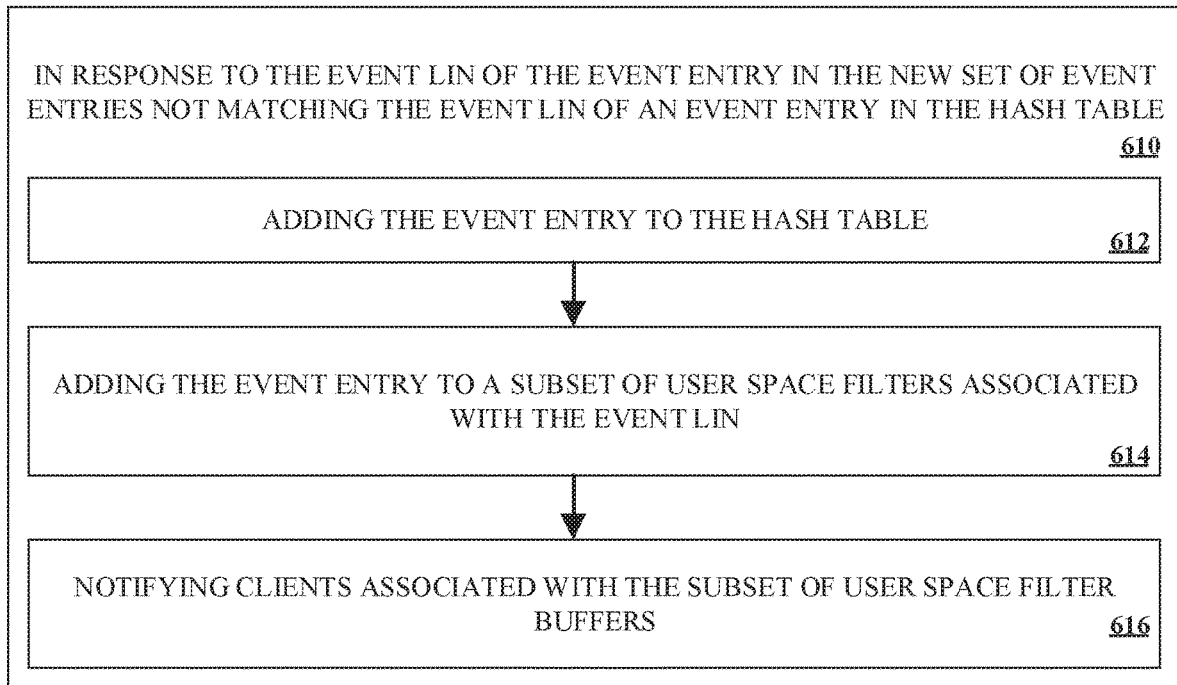 IN RESPONSE TO THE EVENT LIN OF THE EVENT ENTRY IN THE NEW SET OF EVENT
ENTRIES NOT MATCHING THE EVENT LIN OF AN EVENT ENTRY IN THE HASH TABLE
610
ADDING THE EVENT ENTRY TO THE HASH TABLE
612
ADDING THE EVENT ENTRY TO A SUBSET OF USER SPACE FILTERS ASSOCIATED
WITH THE EVENT LIN
614
NOTIFYING CLIENTS ASSOCIATED WITH THE SUBSET OF USER SPACE FILTER
BUFFERS
616